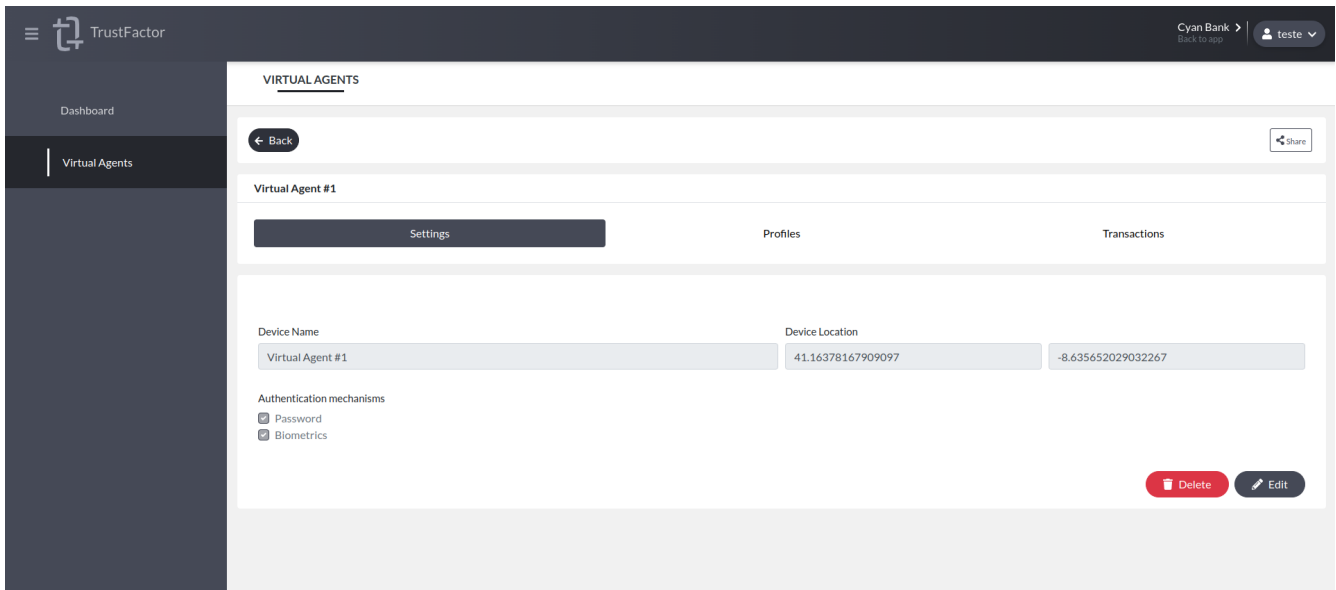 TrustFactor
Cyan Bank
Back to app
teste
Dashboard
Virtual Agents
VIRTUAL AGENTS
Back
Share
Virtual Agent #1
Settings Profiles Transactions
Device Name Device Location
Virtual Agent #1 41.16378167909097 -8.635652029032267
Authentication mechanisms
Password
Biometrics
Delete Edit